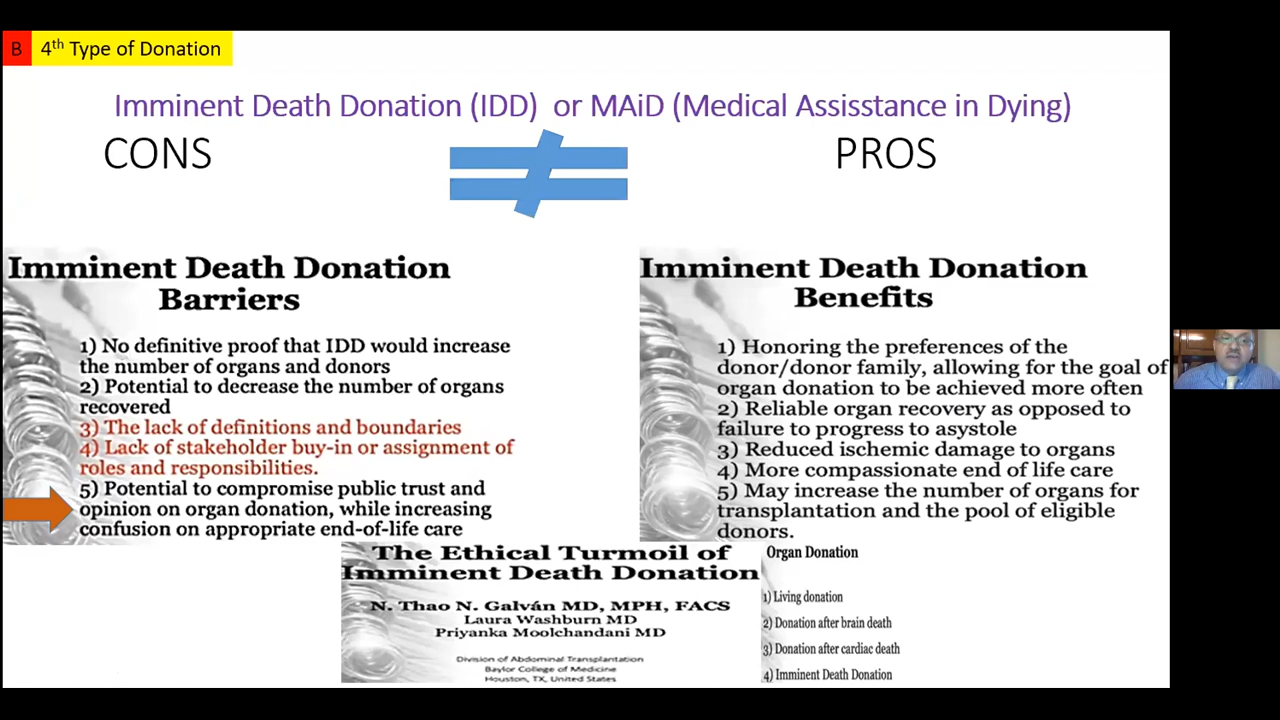 B 4th Type of Donation
Imminent Death Donation (IDD) or MAiD (Medical Assisstance in Dying)
CONS
PROS
Imminent Death Donation
Barriers
1) No definitive proof that IDD would increase
the number of organs and donors
2) Potential to decrease the number of organs
recovered
3) The lack of definitions and boundaries
4) Lack of stakeholder buy-in or assignment of
roles and responsibilities.
5) Potential to compromise public trust and
opinion on organ donation, while increasing
confusion on appropriate end-of-life care
Imminent Death Donation
Benefits
1) Honoring the preferences of the
donor/donor family, allowing for the goal of
organ donation to be achieved more often
2) Reliable organ recovery as opposed to
failure to progress to asystole
3) Reduced ischemic damage to organs
4) More compassionate end of life care
5) May increase the number of organs for
transplantation and the pool of eligible
donors.
The Ethical Turmoil of
Imminent Death Donation
N. Thao N. Galván MD, MPH, FACS
Laura Washburn MD
Priyanka Moolchandani MD
Division of Abdominal Transplantation
Baylor College of Medicine
Houston, TX, United States
Organ Donation
1) Living donation
2) Donation after brain death
3) Donation after cardiac death
4) Imminent Death Donation